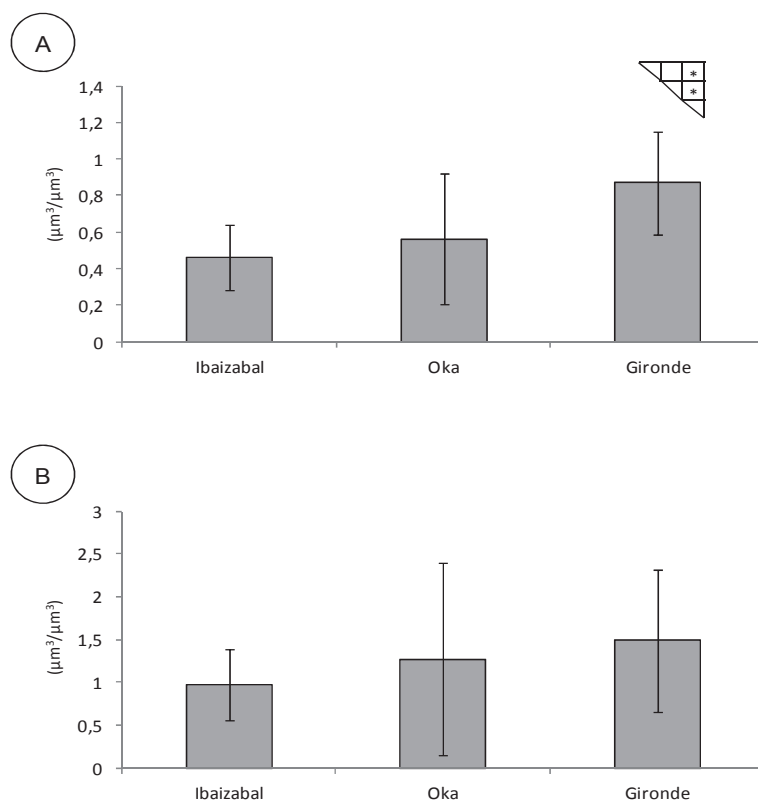 A
1,4
1,2
1
0,8
0,6
0,4
0,2
0
(µm³/µm³)
*
*
Ibaizabal Oka Gironde
B
3
2,5
2
1,5
1
0,5
0
(µm³/µm³)
Ibaizabal Oka Gironde